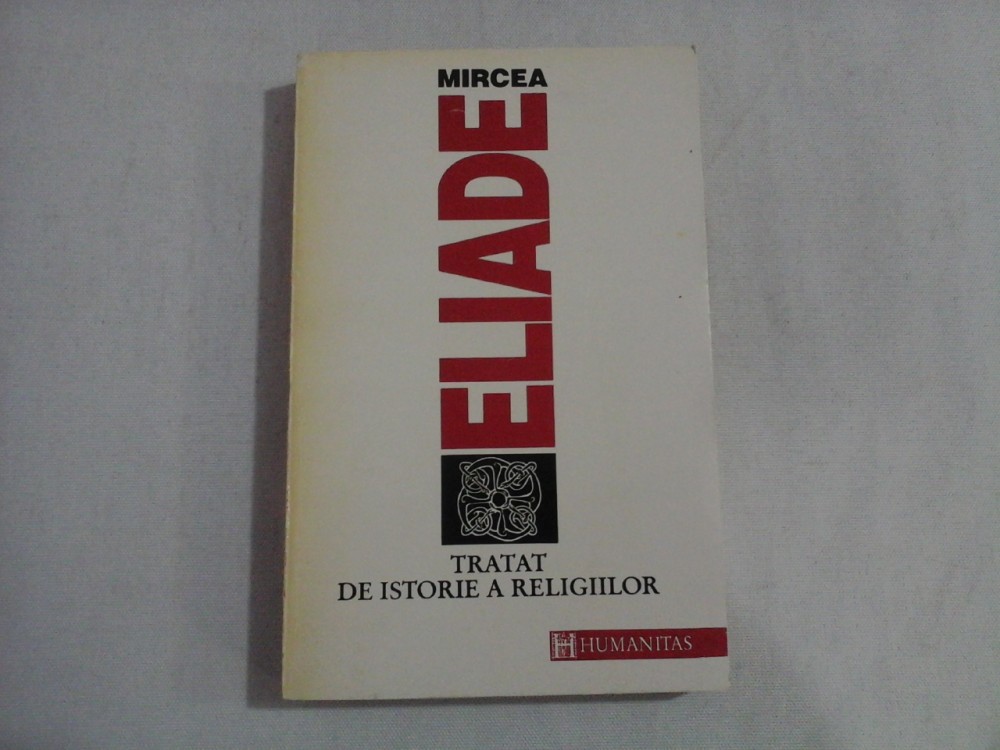 MIRCEA
ELIADE
TRATAT
DE ISTORIE A RELIGIILOR
HUMANITAS